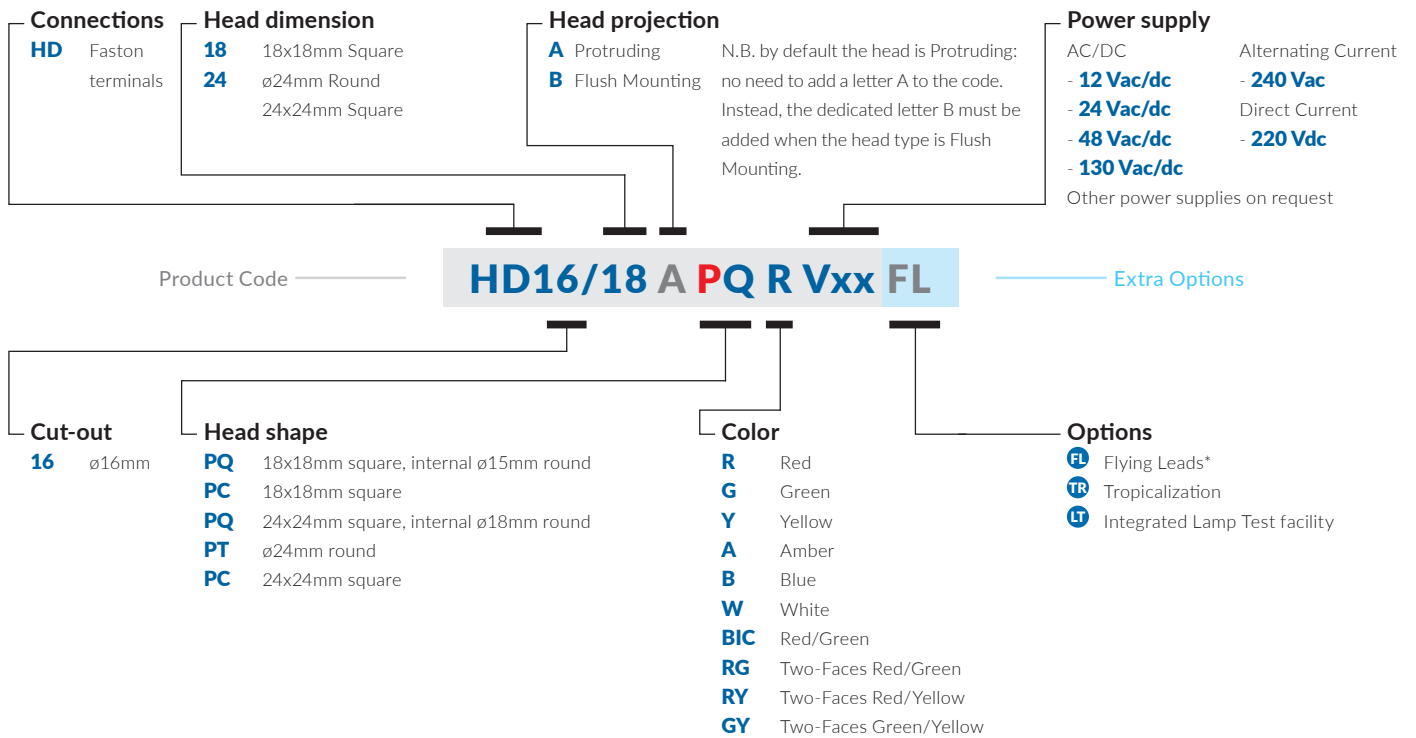 Connections
HD Faston
terminals
Head dimension
18 18x18mm Square
24 ø24mm Round
24x24mm Square
Head projection
A Protruding
B Flush Mounting
N.B. by default the head is Protruding:
no need to add a letter A to the code.
Instead, the dedicated letter B must be
added when the head type is Flush
Mounting.
Power supply
AC/DC
- 12 Vac/dc
- 24 Vac/dc
- 48 Vac/dc
- 130 Vac/dc
Alternating Current
- 240 Vac
Direct Current
- 220 Vdc
Other power supplies on request
Product Code
HD16/18 A PQ R Vxx FL
Extra Options
Cut-out
16 ø16mm
Head shape
PQ 18x18mm square, internal ø15mm round
PC 18x18mm square
PQ 24x24mm square, internal ø18mm round
PT ø24mm round
PC 24x24mm square
Color
R Red
G Green
Y Yellow
A Amber
B Blue
W White
BIC Red/Green
RG Two-Faces Red/Green
RY Two-Faces Red/Yellow
GY Two-Faces Green/Yellow
Options
FL Flying Leads*
TR Tropicalization
LT Integrated Lamp Test facility